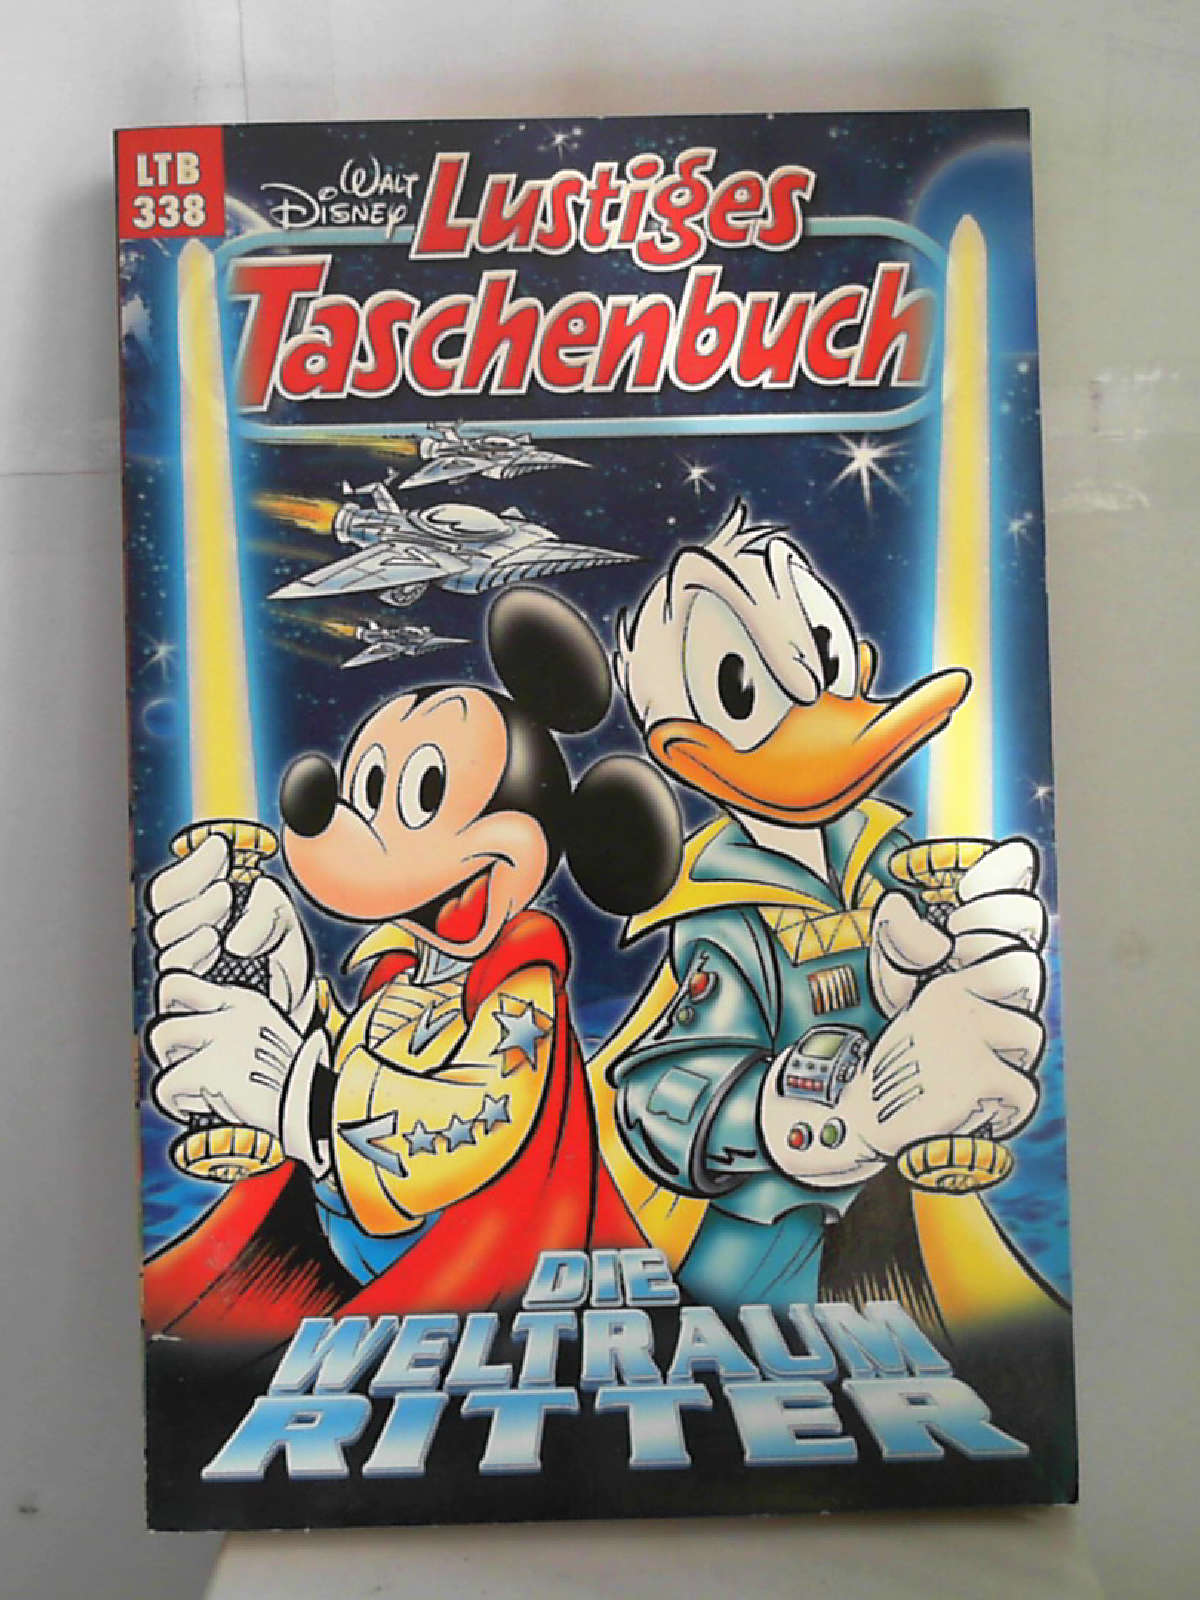 LTB
338
WALT
DISNEY
Lustiges
Taschenbuch
DIE
WELTRAUM
RITTER